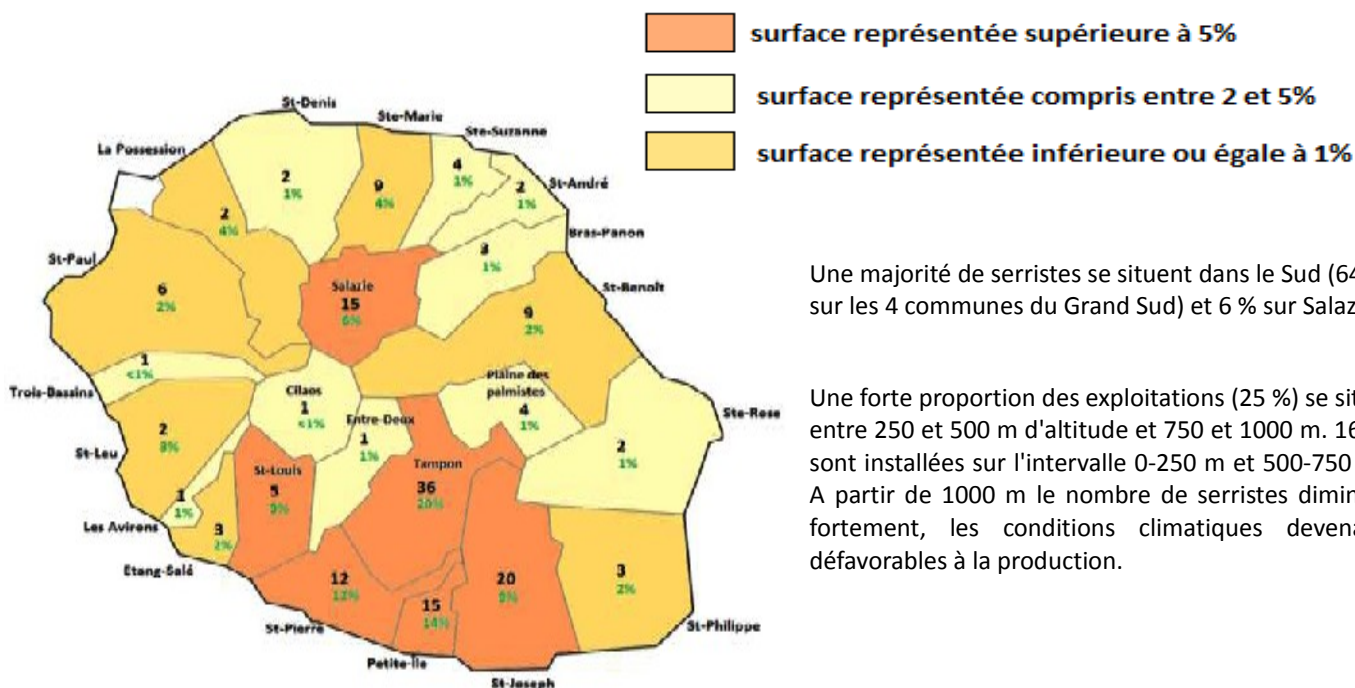 surface représentée supérieure à 5%
surface représentée compris entre 2 et 5%
surface représentée inférieure ou égale à 1%
St-Denis
Ste-Marie
Ste-Suzanne
La Possession
2
1%
9
4%
4
1%
2
1%
St-André
2
4%
3
1%
Bras-Panon
St-Paul
6
2%
Salazie
15
6%
St-Benoît
9
2%
1
<1%
Trois-Bassins
Cilaos
1
<1%
Plaine des
palmistes
4
1%
Entre-Deux
1
1%
Ste-Rose
2
1%
2
3%
St-Leu
St-Louis
5
9%
Tampon
36
20%
1
1%
Les Avirons
3
2%
Etang-Salé
12
12%
15
14%
20
9%
3
2%
St-Pierre
Petite-Ile
St-Joseph
St-Philippe
Une majorité de serristes se situent dans le Sud (64
sur les 4 communes du Grand Sud) et 6 % sur Salaz
Une forte proportion des exploitations (25 %) se sit
entre 250 et 500 m d'altitude et 750 et 1000 m. 16
sont installées sur l'intervalle 0-250 m et 500-750
A partir de 1000 m le nombre de serristes dimin
fortement, les conditions climatiques devena
défavorables à la production.